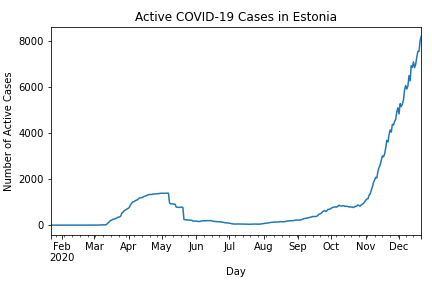 Active COVID-19 Cases in Estonia
Number of Active Cases
8000
6000
4000
2000
0
Feb Mar Apr May Jun Jul Aug Sep Oct Nov Dec
2020
Day